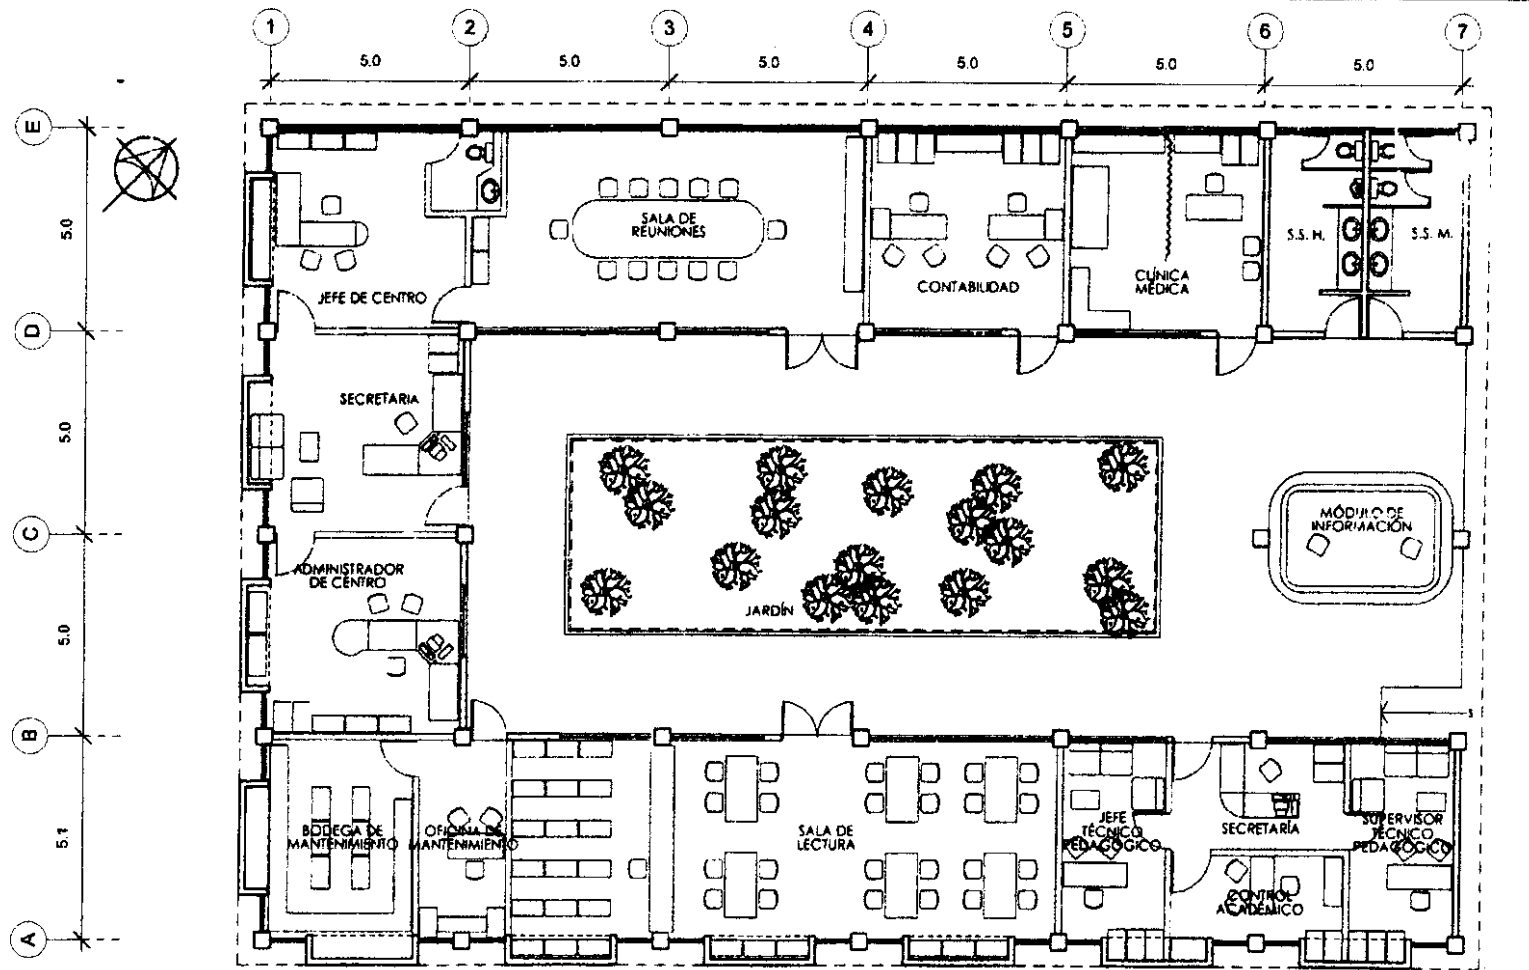 1 2 3 4 5 6 7
5.0 5.0 5.0 5.0 5.0 5.0
E
5.0
SALA DE
REUNIONES
S.S. H.
S.S. M.
JEFE DE CENTRO
CONTABILIDAD
CLÍNICA
MÉDICA
D
5.0
SECRETARIA
C
MÓDULO DE
INFORMACIÓN
ADMINISTRADOR
DE CENTRO
5.0
JARDÍN
B
S
5.1
BODEGA DE
MANTENIMIENTO
OFICINA DE
MANTENIMIENTO
SALA DE
LECTURA
JEFE
TÉCNICO
PEDAGÓGICO
SECRETARÍA
SUPERVISOR
TÉCNICO
PEDAGÓGICO
CONTROL
ACADÉMICO
A